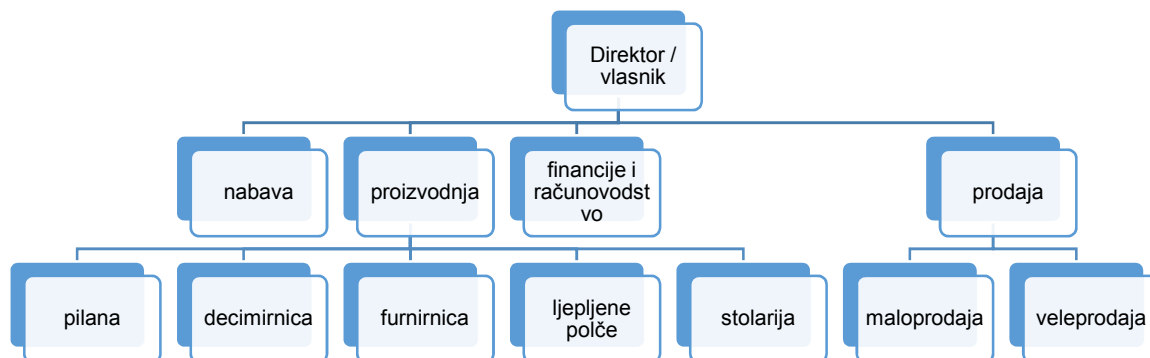 Direktor /
vlasnik
nabava
proizvodnja
financije i
računovodst
vo
prodaja
pilana
decimirnica
furnirnica
ljepljene
polče
stolarija
maloprodaja
veleprodaja